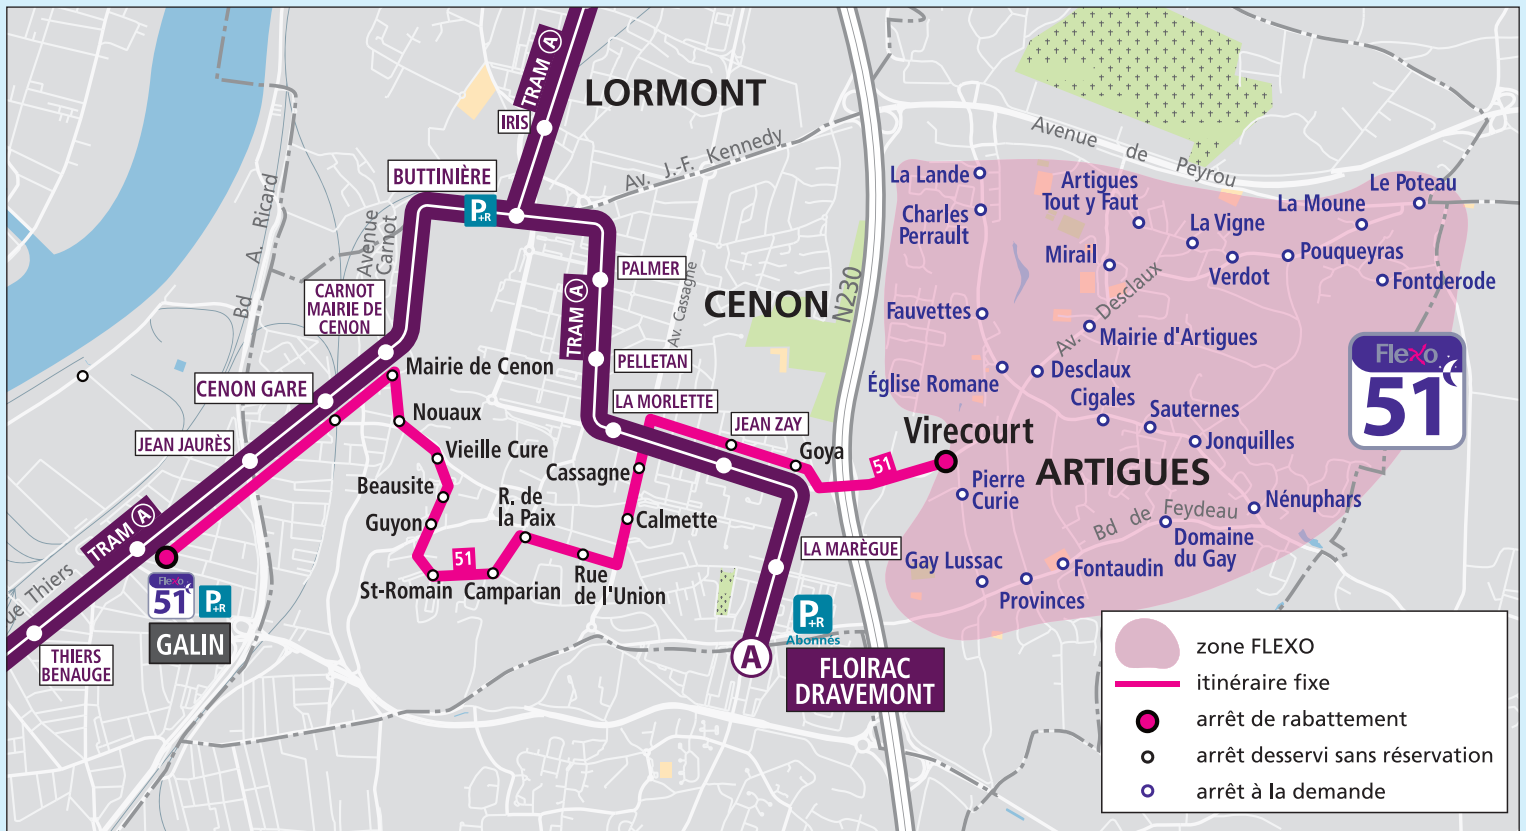 TRAM A
LORMONT
IRIS
Av. J.-F. Kennedy
Avenue de Peyrou
BUTTINIÈRE
P+R
Bd A. Ricard
Avenue
Carnot
CARNOT
MAIRIE DE
CENON
TRAM A
PALMER
Av. Cassagne
CENON
N230
PELLETAN
LA MORLETTE
JEAN ZAY
Goya
CENON GARE
Mairie de Cenon
Nouaux
JEAN JAURÈS
Vieille Cure
Beausite
Guyon
R. de
la Paix
Cassagne
Calmette
51
St-Romain
Camparian
Rue
de l'Union
TRAM A
Flexo
51
P+R
GALIN
THIERS
BENAUGE
LA MARÈGUE
P+R
Abonnés
A
FLOIRAC
DRAVEMONT
51
Virecourt
ARTIGUES
La Lande
Charles
Perrault
Artigues
Tout y Faut
La Vigne
La Moune
Le Poteau
Mirail
Verdot
Pouqueyras
Fontderode
Av. Desclaux
Fauvettes
Mairie d'Artigues
Église Romane
Desclaux
Cigales
Sauternes
Jonquilles
Pierre
Curie
Bd de Feydeau
Nénuphars
Domaine
du Gay
Gay Lussac
Fontaudin
Provinces
Flexo
51
zone FLEXO
itinéraire fixe
arrêt de rabattement
arrêt desservi sans réservation
arrêt à la demande